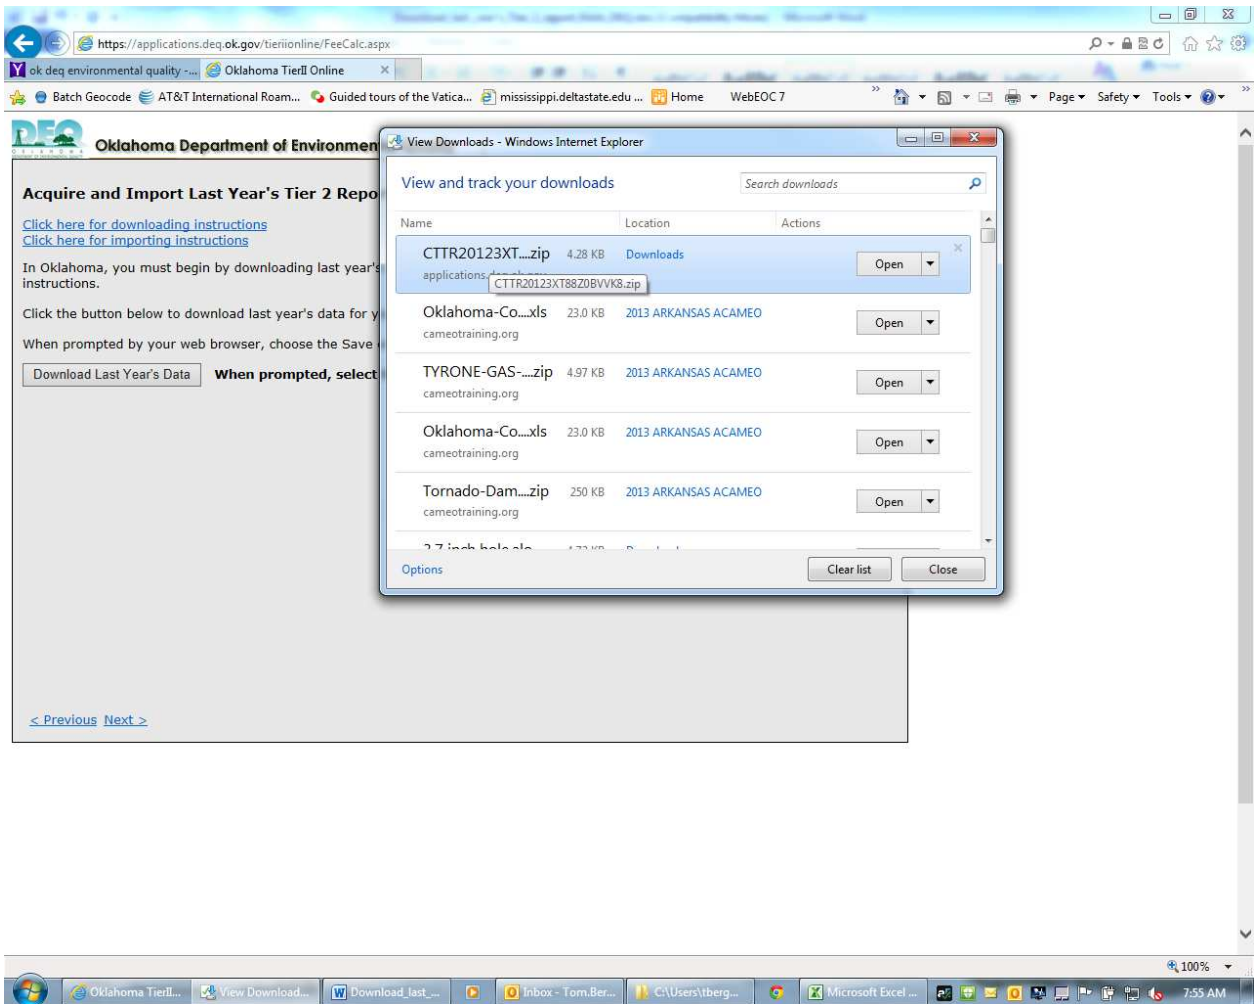 https://applications.deq.ok.gov/tieriionline/FeeCalc.aspx
ok deq environmental quality -... Oklahoma TierII Online
Batch Geocode AT&T International Roam... Guided tours of the Vatica... mississippi.deltastate.edu ... Home WebEOC 7 Page Safety Tools
DEQ Oklahoma Department of Environmen
Acquire and Import Last Year's Tier 2 Repo
Click here for downloading instructions
Click here for importing instructions
In Oklahoma, you must begin by downloading last year's
instructions.
Click the button below to download last year's data for y
When prompted by your web browser, choose the Save
Download Last Year's Data When prompted, select
< Previous Next >
View Downloads - Windows Internet Explorer
View and track your downloads Search downloads
Name Location Actions
CTTR20123XT....zip 4.28 KB Downloads Open
CTTR20123XT88Z0BVVK8.zip
Oklahoma-Co....xls 23.0 KB 2013 ARKANSAS ACAMEO Open
cameotraining.org
TYRONE-GAS-....zip 4.97 KB 2013 ARKANSAS ACAMEO Open
cameotraining.org
Oklahoma-Co....xls 23.0 KB 2013 ARKANSAS ACAMEO Open
cameotraining.org
Tornado-Dam....zip 250 KB 2013 ARKANSAS ACAMEO Open
cameotraining.org
Options Clear list Close
100%
Oklahoma TierII... View Download... Download_last_... Inbox - Tom.Ber... C:\Users\tberg... Microsoft Excel ... 7:55 AM